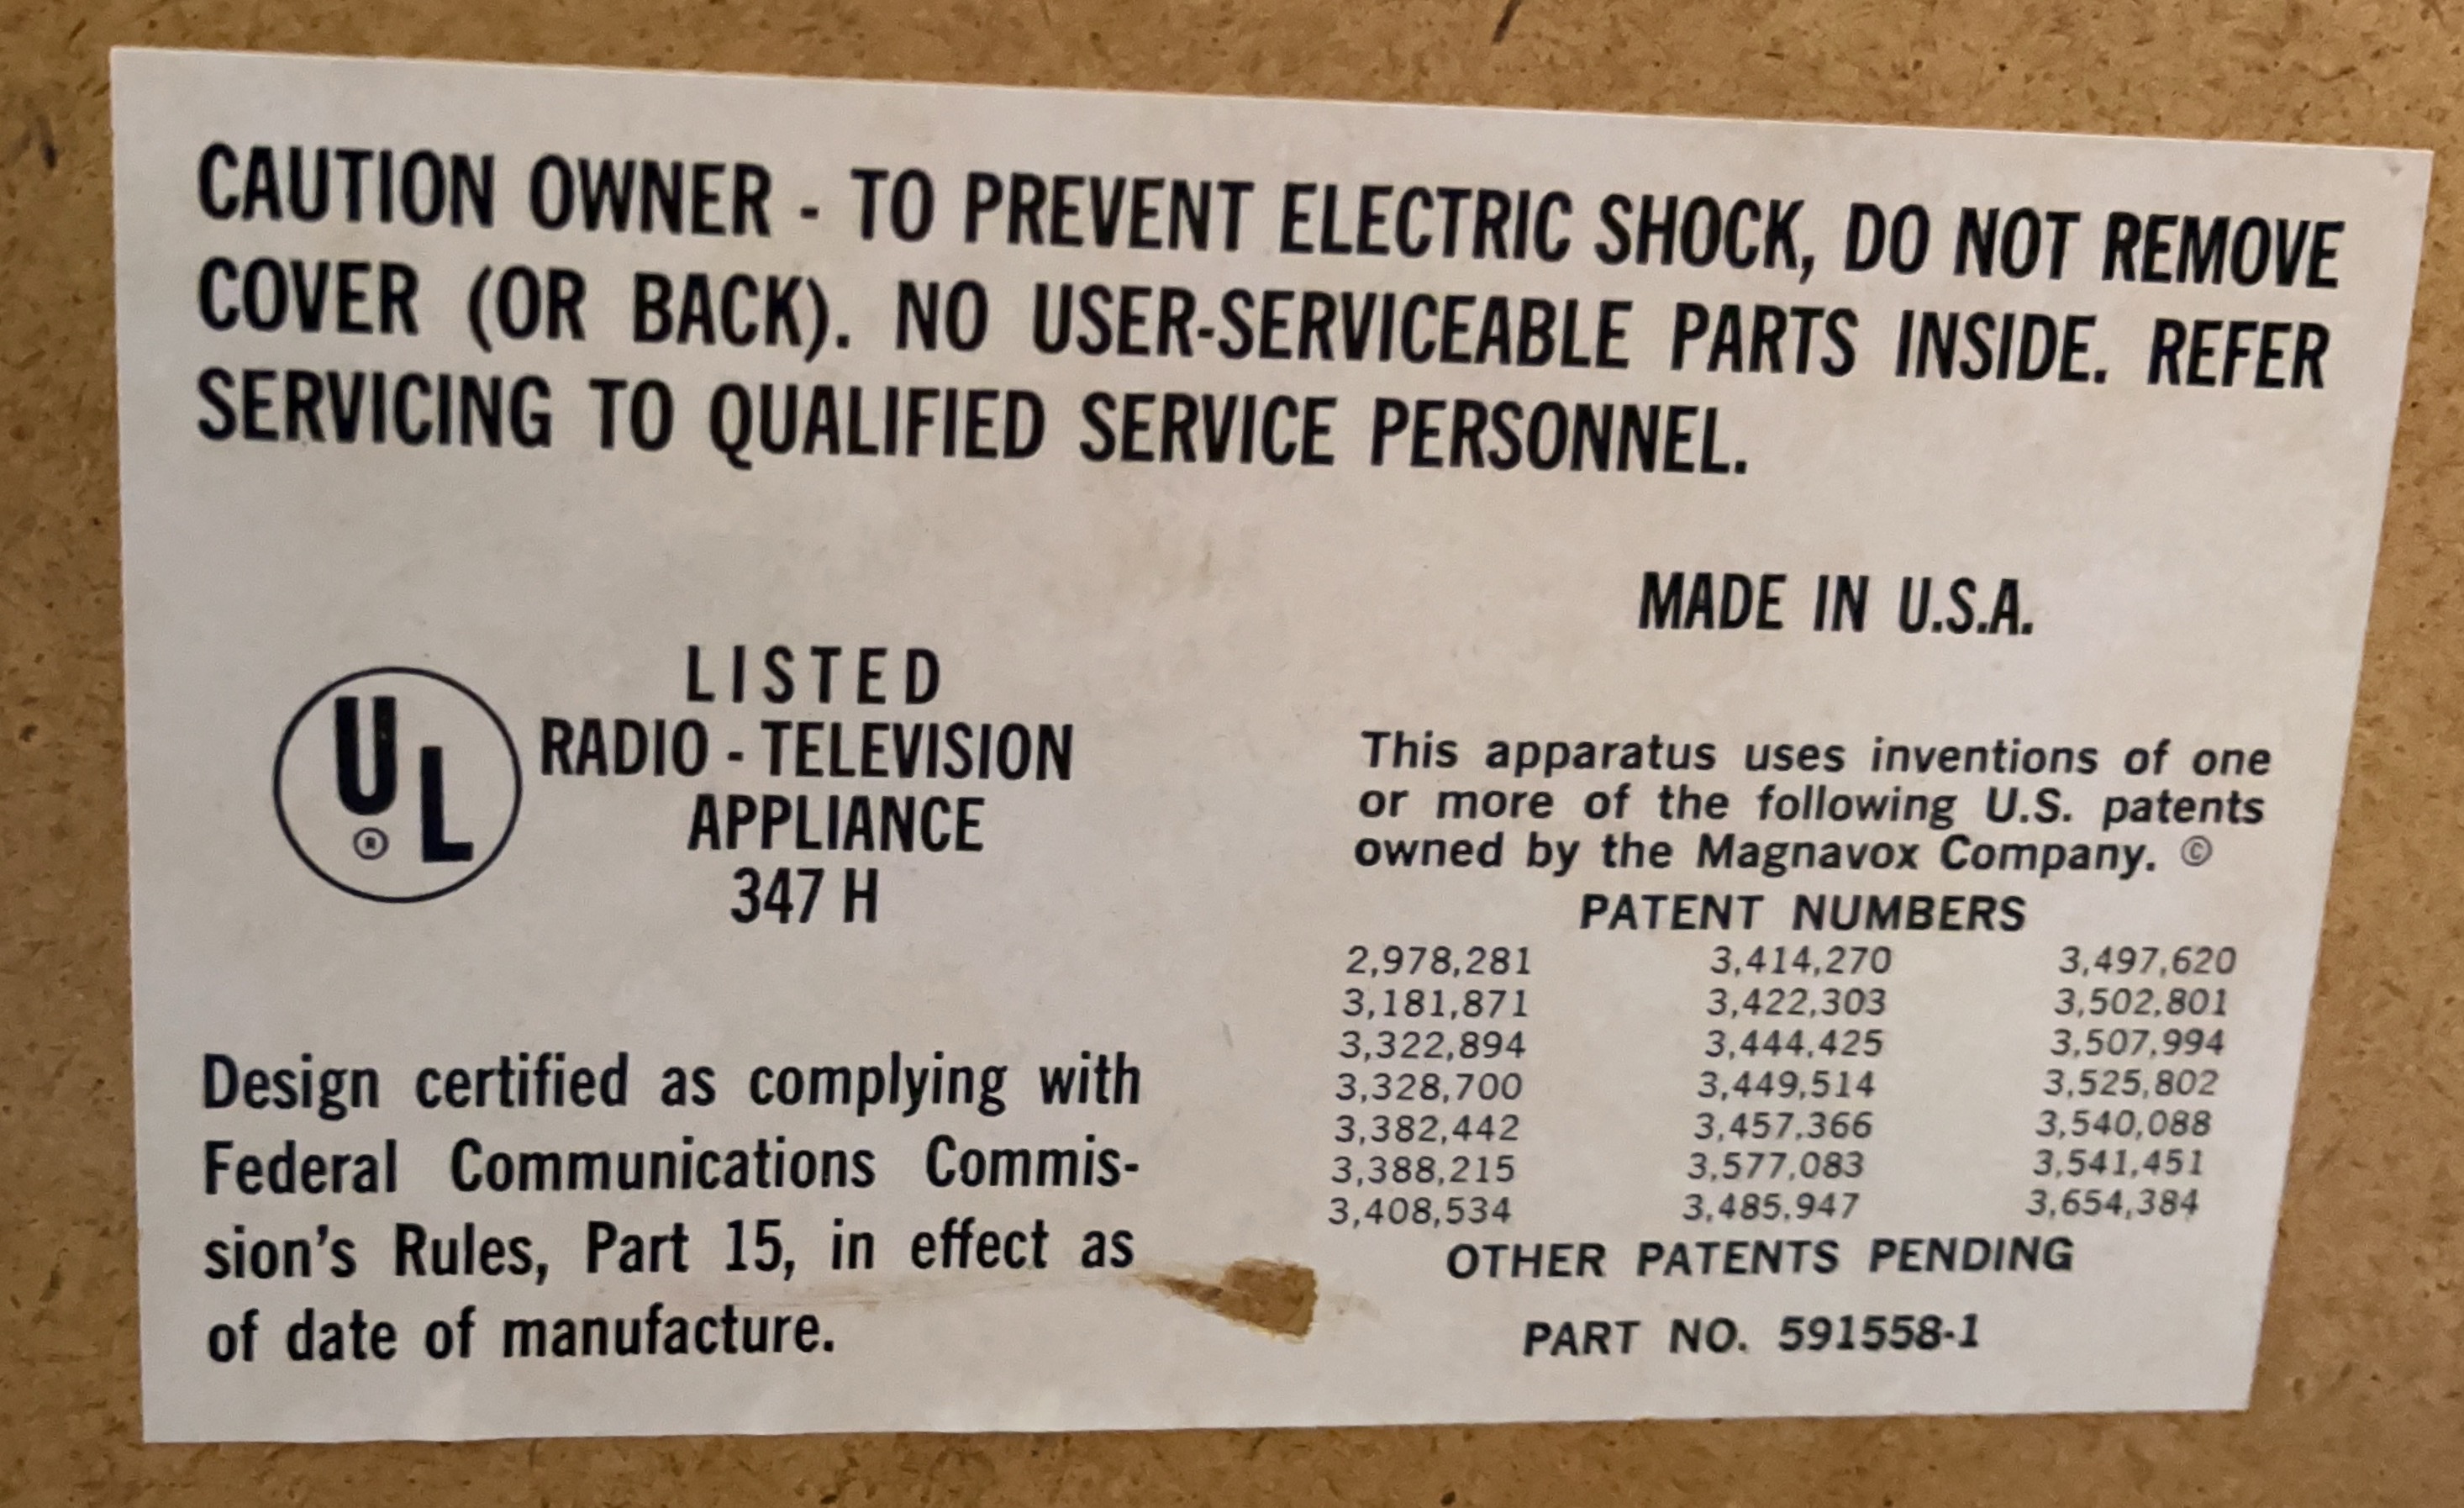 CAUTION OWNER - TO PREVENT ELECTRIC SHOCK, DO NOT REMOVE
COVER (OR BACK). NO USER-SERVICEABLE PARTS INSIDE. REFER
SERVICING TO QUALIFIED SERVICE PERSONNEL.
UL
®
LISTED
RADIO - TELEVISION
APPLIANCE
347 H
Design certified as complying with
Federal Communications Commis-
sion's Rules, Part 15, in effect as
of date of manufacture.
MADE IN U.S.A.
This apparatus uses inventions of one
or more of the following U.S. patents
owned by the Magnavox Company. ©
PATENT NUMBERS
2,978,281 3,414,270 3,497,620
3,181,871 3,422,303 3,502,801
3,322,894 3,444,425 3,507,994
3,328,700 3,449,514 3,525,802
3,382,442 3,457,366 3,540,088
3,388,215 3,577,083 3,541,451
3,408,534 3,485,947 3,654,384
OTHER PATENTS PENDING
PART NO. 591558-1